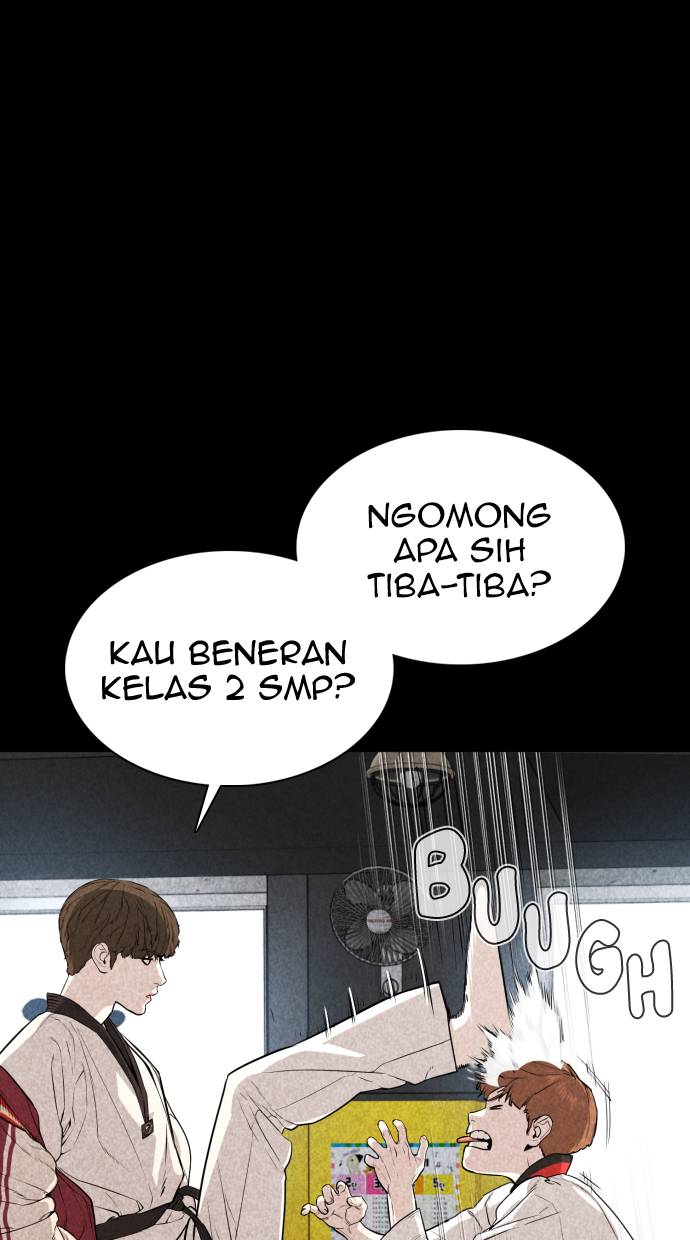 NGOMONG
APA SIH
TIBA-TIBA?
KAU BENERAN
KELAS 2 SMP?
BUUGH